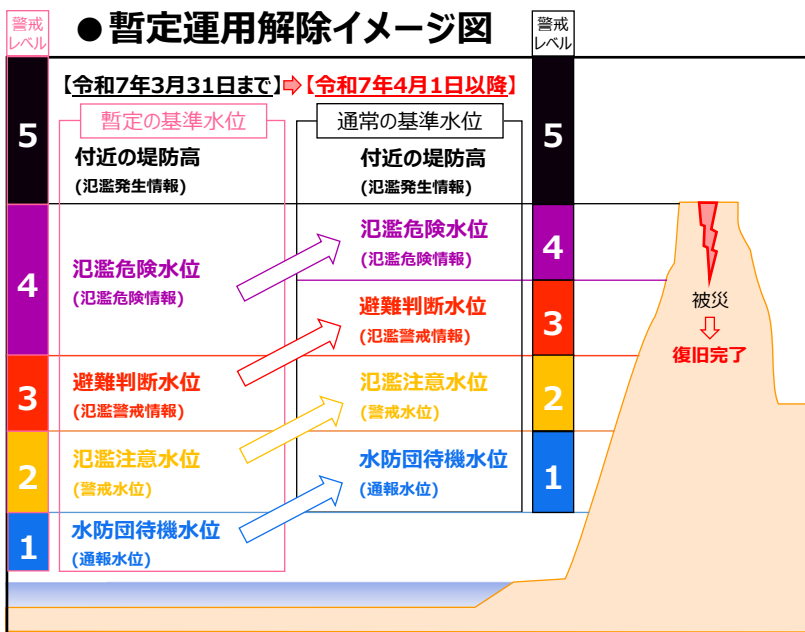 警戒
レベル
●暫定運用解除イメージ図
警戒
レベル
【令和7年3月31日まで】⇨【令和7年4月1日以降】
暫定の基準水位
通常の基準水位
5
付近の堤防高
(氾濫発生情報)
付近の堤防高
(氾濫発生情報)
5
4
氾濫危険水位
(氾濫危険情報)
氾濫危険水位
(氾濫危険情報)
4
避難判断水位
(氾濫警戒情報)
3
3
避難判断水位
(氾濫警戒情報)
氾濫注意水位
(警戒水位)
2
2
氾濫注意水位
(警戒水位)
水防団待機水位
(通報水位)
1
1
水防団待機水位
(通報水位)
被災
復旧完了